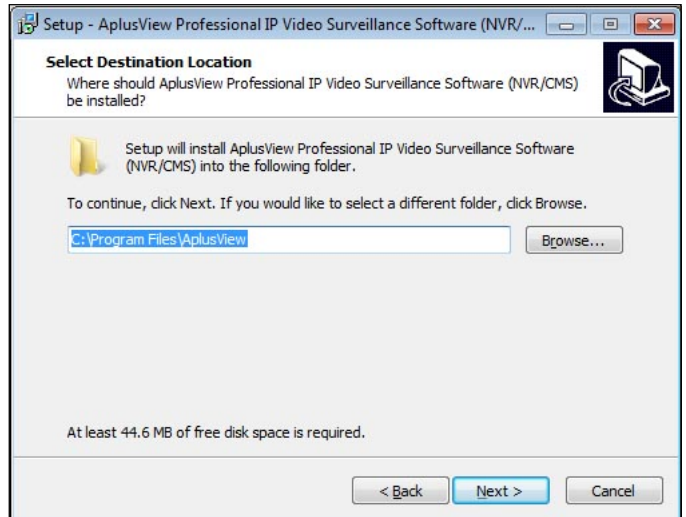 Setup - AplusView Professional IP Video Surveillance Software (NVR/...
Select Destination Location
Where should AplusView Professional IP Video Surveillance Software (NVR/CMS)
be installed?
Setup will install AplusView Professional IP Video Surveillance Software
(NVR/CMS) into the following folder.
To continue, click Next. If you would like to select a different folder, click Browse.
C:\Program Files\AplusView
Browse...
At least 44.6 MB of free disk space is required.
< Back
Next >
Cancel